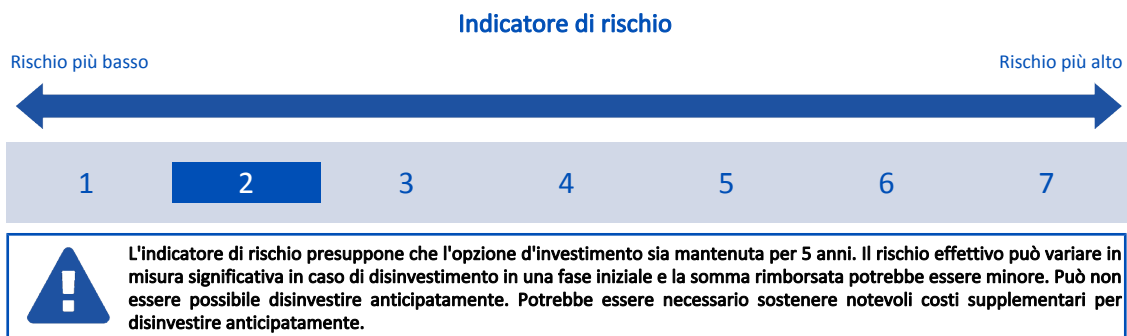 Indicatore di rischio
Rischio più basso
Rischio più alto
1 2 3 4 5 6 7
L'indicatore di rischio presuppone che l'opzione d'investimento sia mantenuta per 5 anni. Il rischio effettivo può variare in
misura significativa in caso di disinvestimento in una fase iniziale e la somma rimborsata potrebbe essere minore. Può non
essere possibile disinvestire anticipatamente. Potrebbe essere necessario sostenere notevoli costi supplementari per
disinvestire anticipatamente.